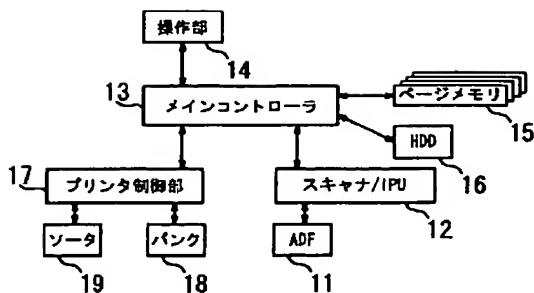 操作部
14
13
メインコントローラ
ページメモリ
15
HDD
16
17
プリンタ制御部
スキャナ/IPU
12
ソータ
バンク
ADF
19
18
11